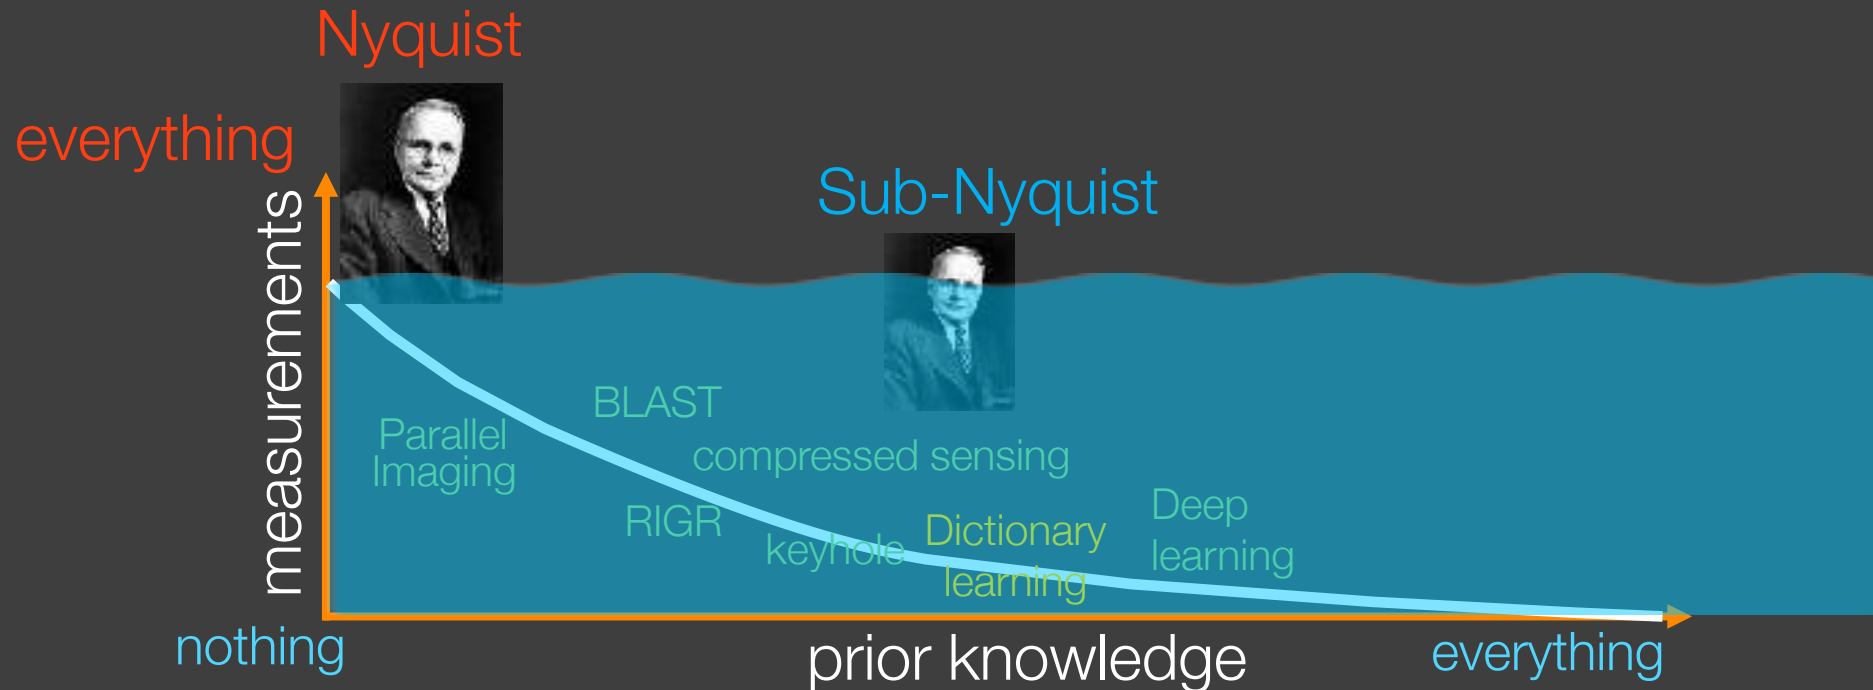 Nyquist
everything
Sub-Nyquist
measurements
BLAST
Parallel
Imaging
compressed sensing
RIGR
keyhole
Dictionary
learning
Deep
learning
nothing
prior knowledge
everything